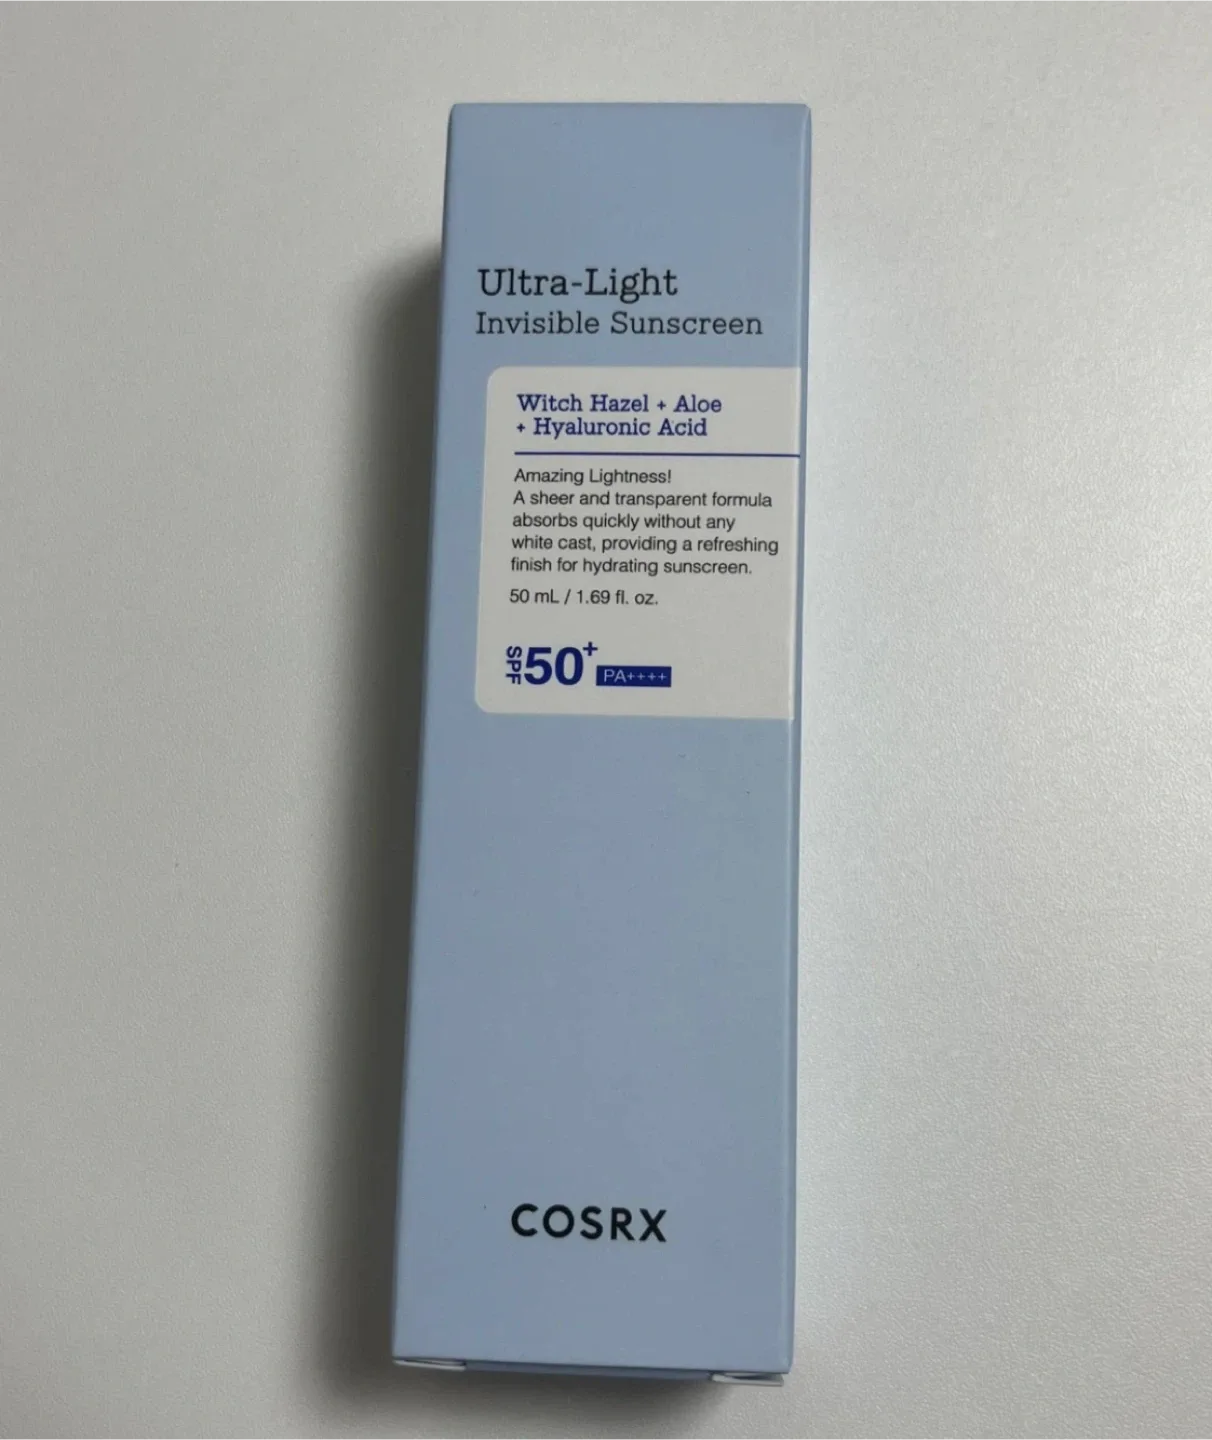 Ultra-Light
Invisible Sunscreen
Witch Hazel + Aloe
+ Hyaluronic Acid
Amazing Lightness!
A sheer and transparent formula
absorbs quickly without any
white cast, providing a refreshing
finish for hydrating sunscreen.
50 mL / 1.69 fl. oz.
SPF 50+ PA++++
COSRX